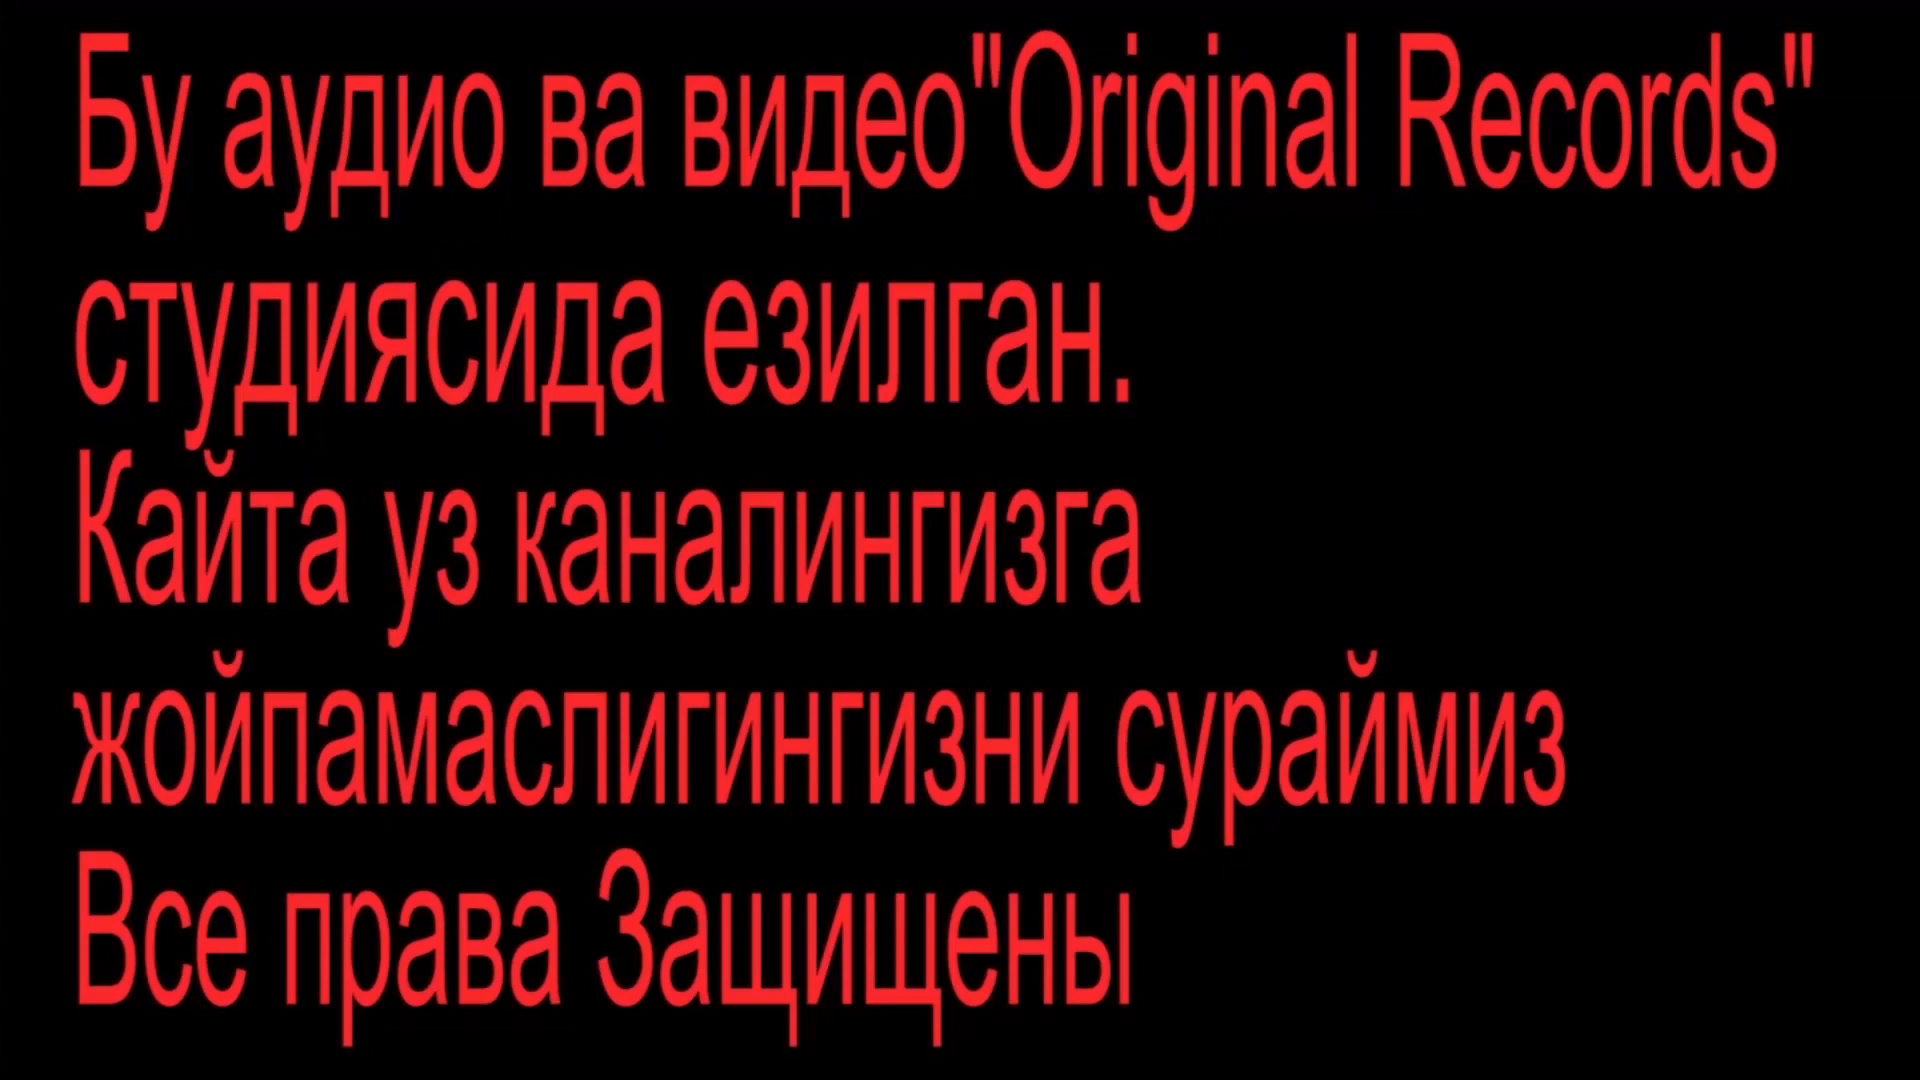 Бу аудио ва видео"Original Records"
студиясида езилган.
Кайта уз каналингизга
жойпамаслигингизни сураймиз
Все права Защищены